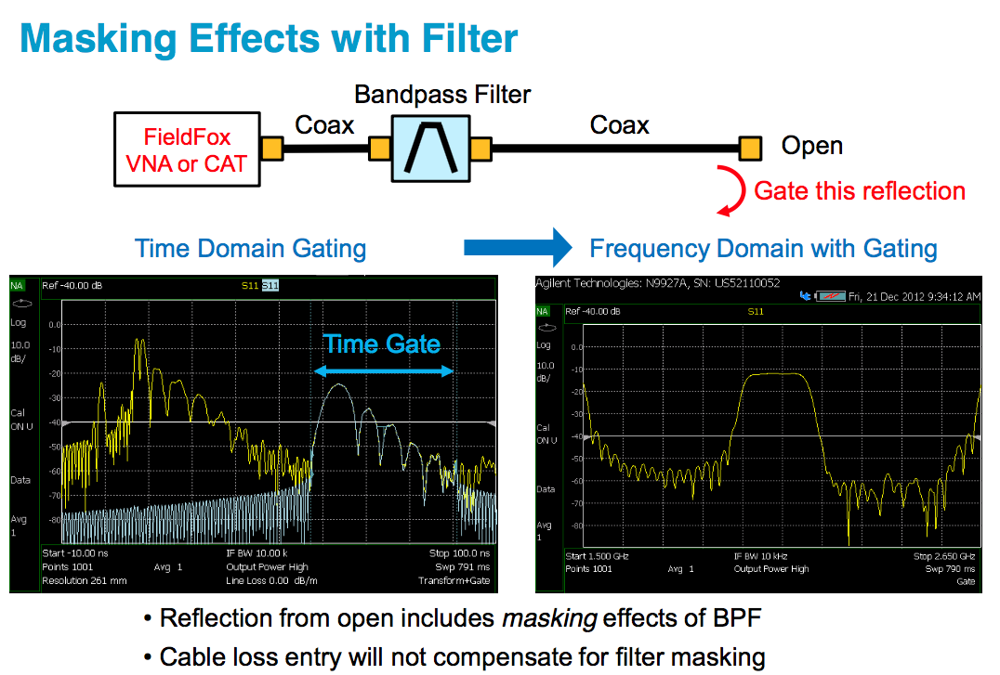 Masking Effects with Filter
Bandpass Filter
Coax
Coax
FieldFox
VNA or CAT
Open
Gate this reflection
Time Domain Gating
Frequency Domain with Gating
NA
Ref -40.00 dB
S11 S11
Log
10.0
dB/
Cal
ON U
Data
Avg
1
0.0
-10
-20
-30
-40
-50
-60
-70
-80
Time Gate
Start -10.00 ns
IF BW 10.00 k
Stop 100.0 ns
Points 1001
Avg 1
Output Power High
Swp 791 ms
Resolution 261 mm
Line Loss 0.00 dB/m
Transform+Gate
Agilent Technologies: N9927A, SN: US52110052
Fri, 21 Dec 2012 9:34:12 AM
NA
Ref -40.00 dB
S11
Log
10.0
dB/
Cal
ON U
Data
Avg
1
0.0
-10
-20
-30
-40
-50
-60
-70
-80
Start 1.500 GHz
IF BW 10 kHz
Stop 2.650 GHz
Points 1001
Avg 1
Output Power High
Swp 790 ms
Gate
• Reflection from open includes masking effects of BPF
• Cable loss entry will not compensate for filter masking